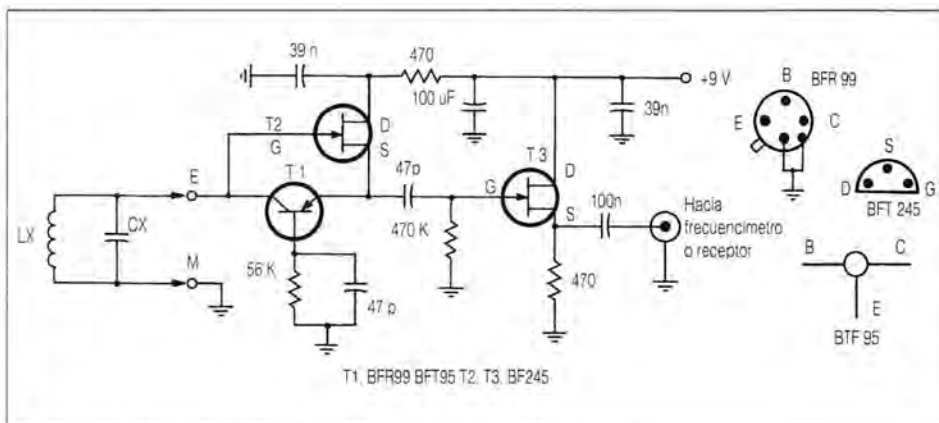 39 n
470
+9 V
100 uF
39n
T2
G
D
S
T 1
47p
T 3
G
D
S
100n
Hacia
frecuencímetro
o receptor
E
LX
CX
M
56 K
47 p
470 K
470
B
BFR 99
E
C
S
D
G
BFT 245
B
C
E
BTF 95
T1, BFR99 BFT95 T2, T3, BF245